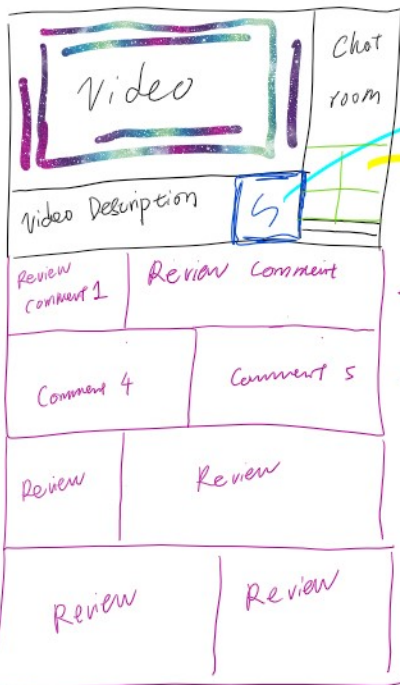 Video
Chat
room
Video Description
S
Review
Comment 1
Review Comment
Comment 4
Comment 5
Review
Review
Review
Review